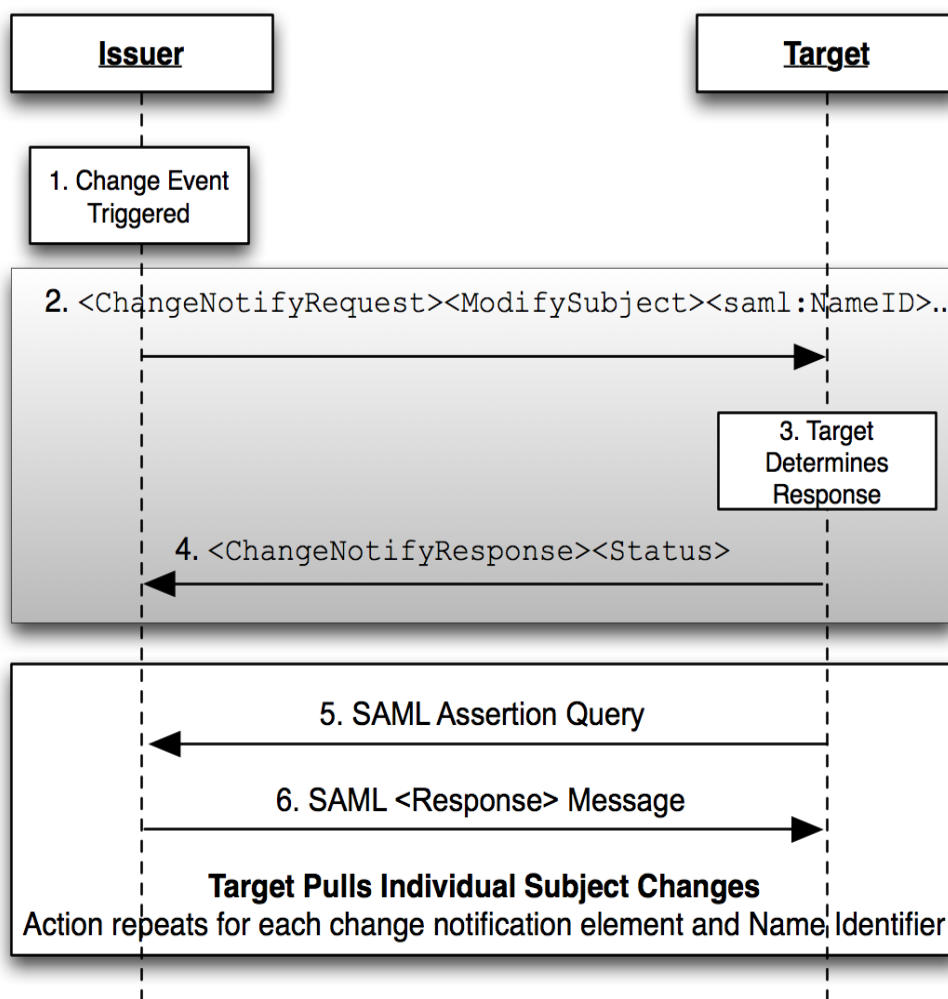 Issuer
Target
1. Change Event
Triggered
2. <ChangeNotifyRequest><ModifySubject><saml:NameID>..
3. Target
Determines
Response
4. <ChangeNotifyResponse><Status>
5. SAML Assertion Query
6. SAML <Response> Message
Target Pulls Individual Subject Changes
Action repeats for each change notification element and Name Identifier